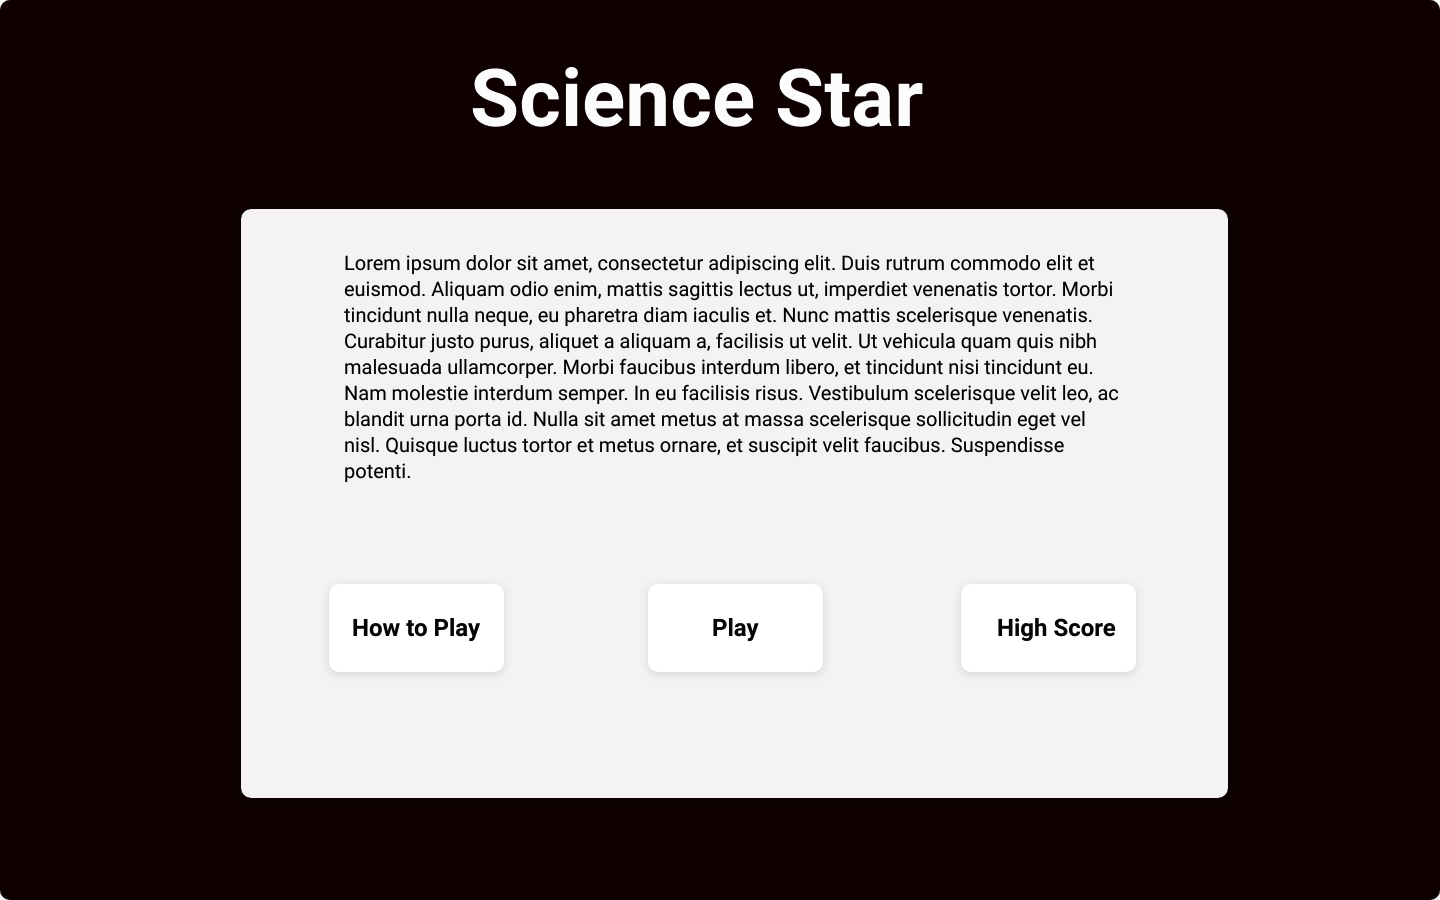 Science Star
Lorem ipsum dolor sit amet, consectetur adipiscing elit. Duis rutrum commodo elit et
euismod. Aliquam odio enim, mattis sagittis lectus ut, imperdiet venenatis tortor. Morbi
tincidunt nulla neque, eu pharetra diam iaculis et. Nunc mattis scelerisque venenatis.
Curabitur justo purus, aliquet a aliquam a, facilisis ut velit. Ut vehicula quam quis nibh
malesuada ullamcorper. Morbi faucibus interdum libero, et tincidunt nisi tincidunt eu.
Nam molestie interdum semper. In eu facilisis risus. Vestibulum scelerisque velit leo, ac
blandit urna porta id. Nulla sit amet metus at massa scelerisque sollicitudin eget vel
nisl. Quisque luctus tortor et metus ornare, et suscipit velit faucibus. Suspendisse
potenti.
How to Play
Play
High Score